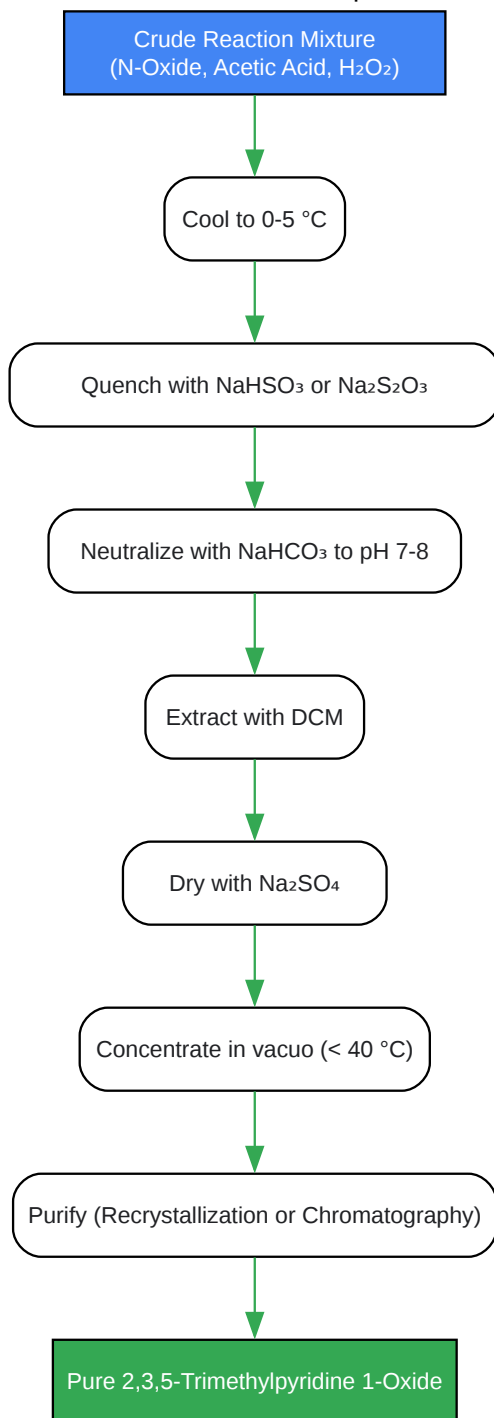 Crude Reaction Mixture
(N-Oxide, Acetic Acid, H₂O₂)
Cool to 0-5 °C
Quench with NaHSO₃ or Na₂S₂O₃
Neutralize with NaHCO₃ to pH 7-8
Extract with DCM
Dry with Na₂SO₄
Concentrate in vacuo (< 40 °C)
Purify (Recrystallization or Chromatography)
Pure 2,3,5-Trimethylpyridine 1-Oxide